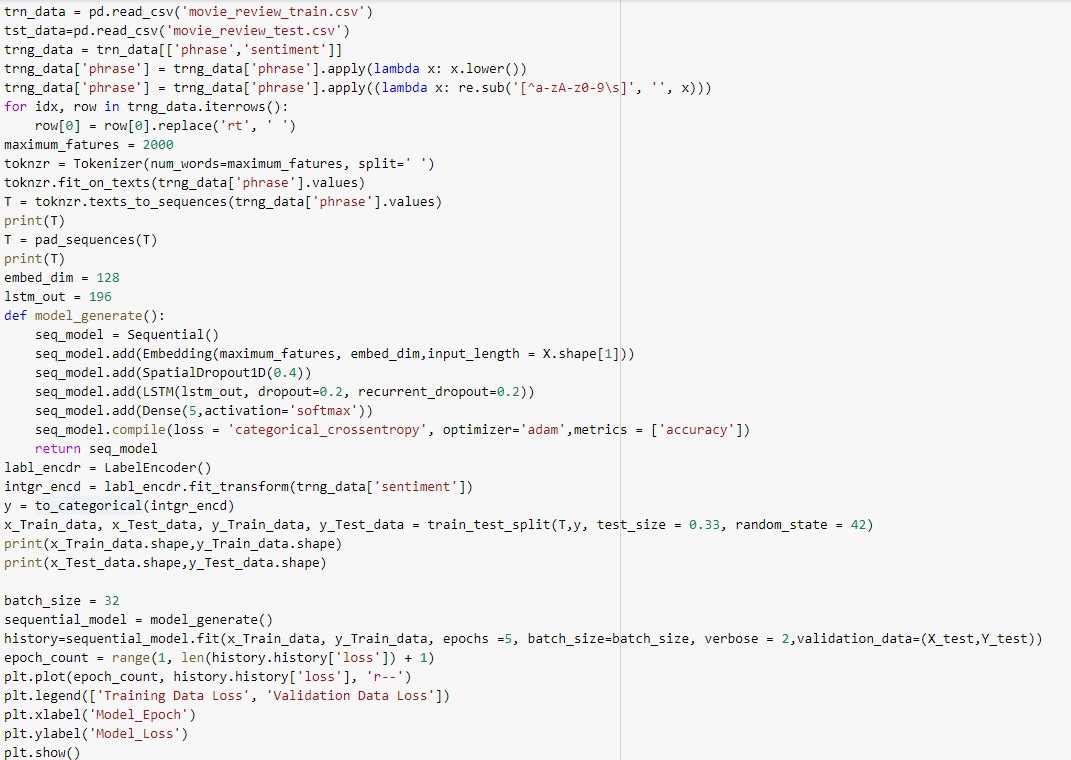 trn_data = pd.read_csv('movie_review_train.csv')
tst_data=pd.read_csv('movie_review_test.csv')
trng_data = trn_data[['phrase','sentiment']]
trng_data['phrase'] = trng_data['phrase'].apply(lambda x: x.lower())
trng_data['phrase'] = trng_data['phrase'].apply((lambda x: re.sub('[^a-zA-z0-9\s]', '', x)))
for idx, row in trng_data.iterrows():
    row[0] = row[0].replace('rt', ' ')
maximum_fatures = 2000
toknzr = Tokenizer(num_words=maximum_fatures, split=' ')
toknzr.fit_on_texts(trng_data['phrase'].values)
T = toknzr.texts_to_sequences(trng_data['phrase'].values)
print(T)
T = pad_sequences(T)
print(T)
embed_dim = 128
lstm_out = 196
def model_generate():
    seq_model = Sequential()
    seq_model.add(Embedding(maximum_fatures, embed_dim,input_length = X.shape[1]))
    seq_model.add(SpatialDropout1D(0.4))
    seq_model.add(LSTM(lstm_out, dropout=0.2, recurrent_dropout=0.2))
    seq_model.add(Dense(5,activation='softmax'))
    seq_model.compile(loss = 'categorical_crossentropy', optimizer='adam',metrics = ['accuracy'])
    return seq_model
labl_encdr = LabelEncoder()
intgr_encd = labl_encdr.fit_transform(trng_data['sentiment'])
y = to_categorical(intgr_encd)
x_Train_data, x_Test_data, y_Train_data, y_Test_data = train_test_split(T,y, test_size = 0.33, random_state = 42)
print(x_Train_data.shape,y_Train_data.shape)
print(x_Test_data.shape,y_Test_data.shape)

batch_size = 32
sequential_model = model_generate()
history=sequential_model.fit(x_Train_data, y_Train_data, epochs =5, batch_size=batch_size, verbose = 2,validation_data=(X_test,Y_test))
epoch_count = range(1, len(history.history['loss']) + 1)
plt.plot(epoch_count, history.history['loss'], 'r--')
plt.legend(['Training Data Loss', 'Validation Data Loss'])
plt.xlabel('Model_Epoch')
plt.ylabel('Model_Loss')
plt.show()